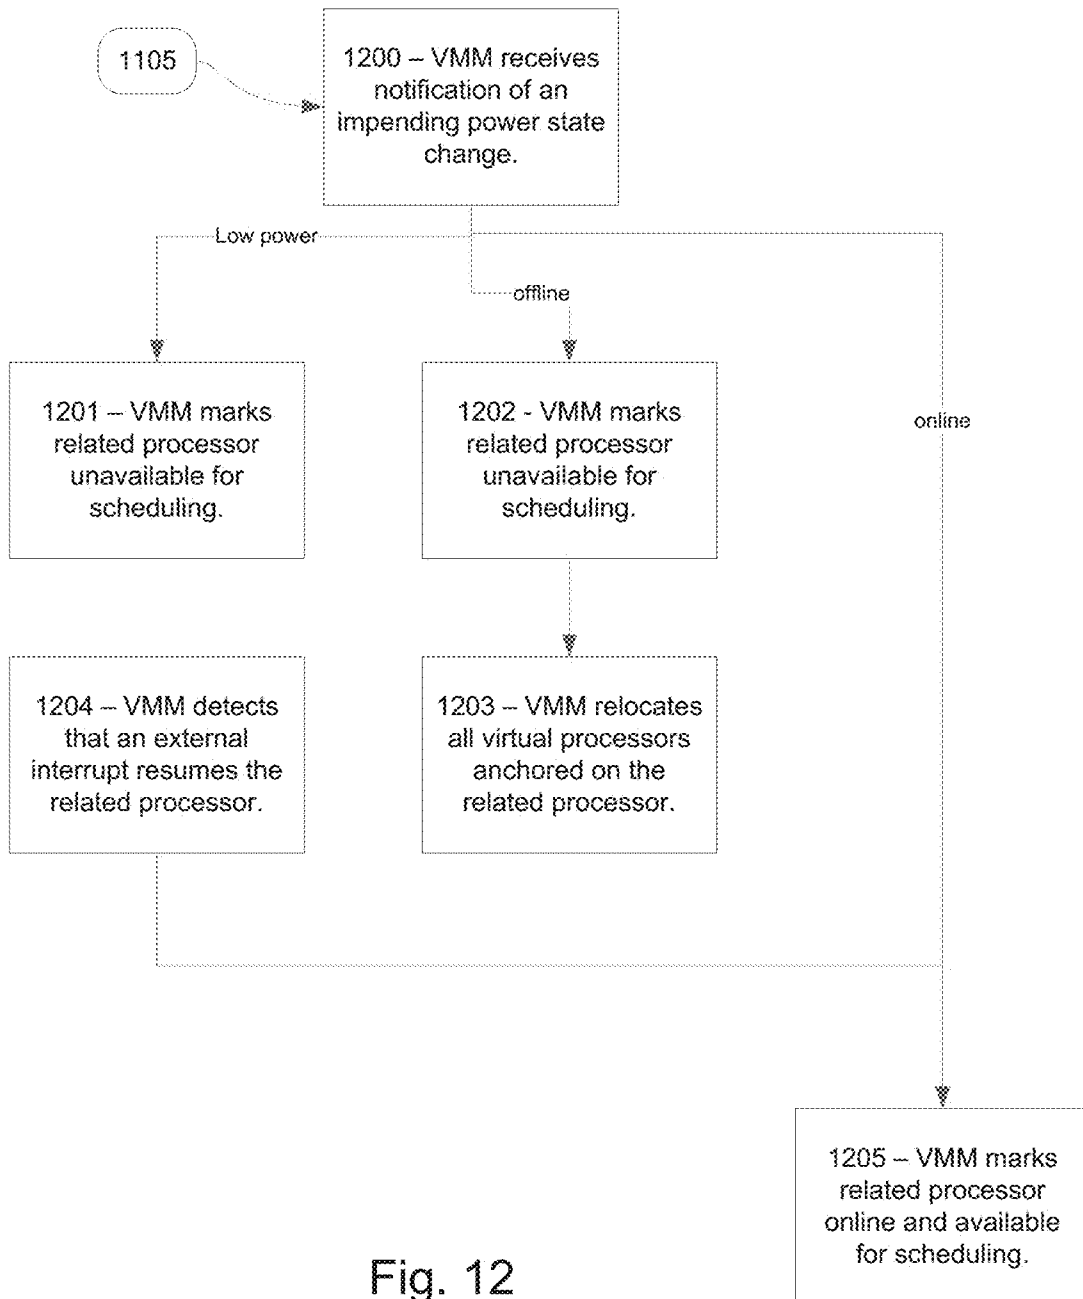 1105
1200 – VMM receives
notification of an
impending power state
change.
Low power
offline
online
1201 – VMM marks
related processor
unavailable for
scheduling.
1202 - VMM marks
related processor
unavailable for
scheduling.
1204 – VMM detects
that an external
interrupt resumes the
related processor.
1203 – VMM relocates
all virtual processors
anchored on the
related processor.
1205 – VMM marks
related processor
online and available
for scheduling.
Fig. 12